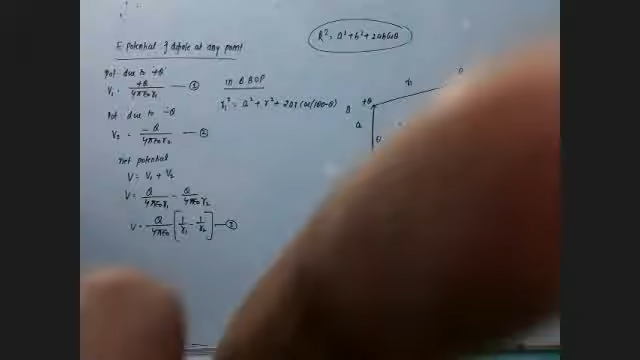 R² = a² + b² + 2ab cosθ
E potential of dipole at any point
Pot due to +Q
V₁ = +Q / 4πε₀r₁ — ①
Pot due to −Q
V₂ = −Q / 4πε₀r₂ — ②
net potential
V = V₁ + V₂
V = Q / 4πε₀r₁ − Q / 4πε₀r₂
V = Q / 4πε₀ [ 1/r₁ − 1/r₂ ] — ③
in Δ BOP
r₁² = a² + r² + 2ar cos(180-θ)
r₁
B +Q
a
θ